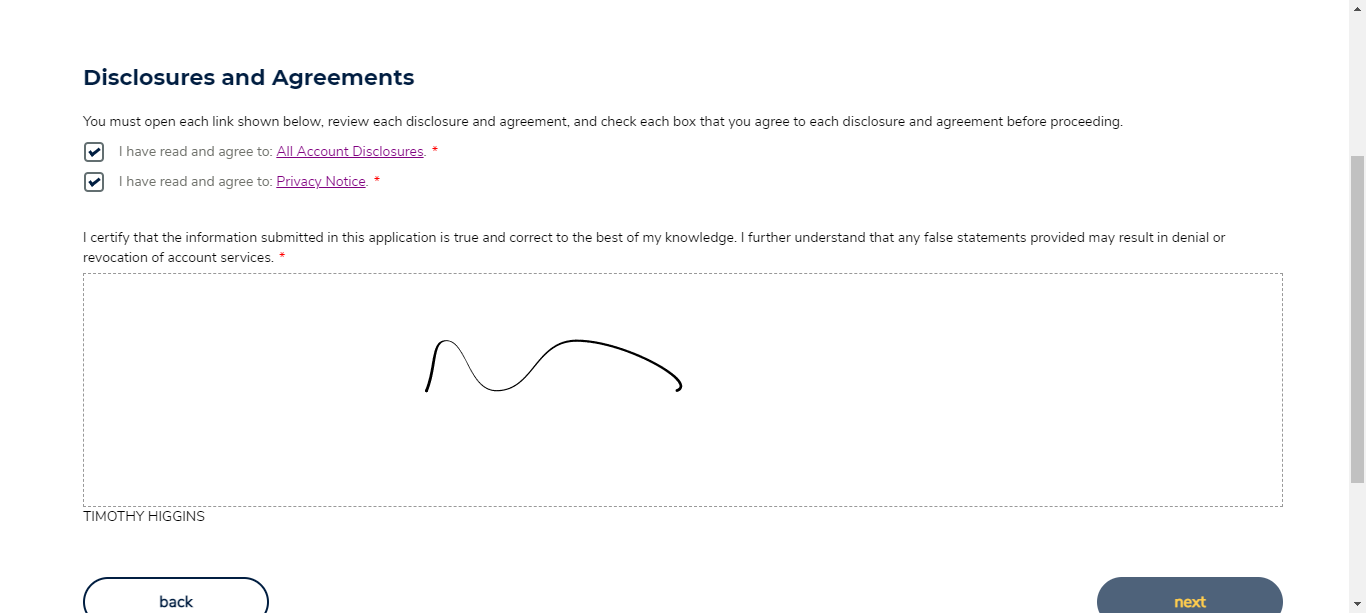 Disclosures and Agreements
You must open each link shown below, review each disclosure and agreement, and check each box that you agree to each disclosure and agreement before proceeding.
I have read and agree to: All Account Disclosures. *
I have read and agree to: Privacy Notice. *
I certify that the information submitted in this application is true and correct to the best of my knowledge. I further understand that any false statements provided may result in denial or
revocation of account services. *
TIMOTHY HIGGINS
back next